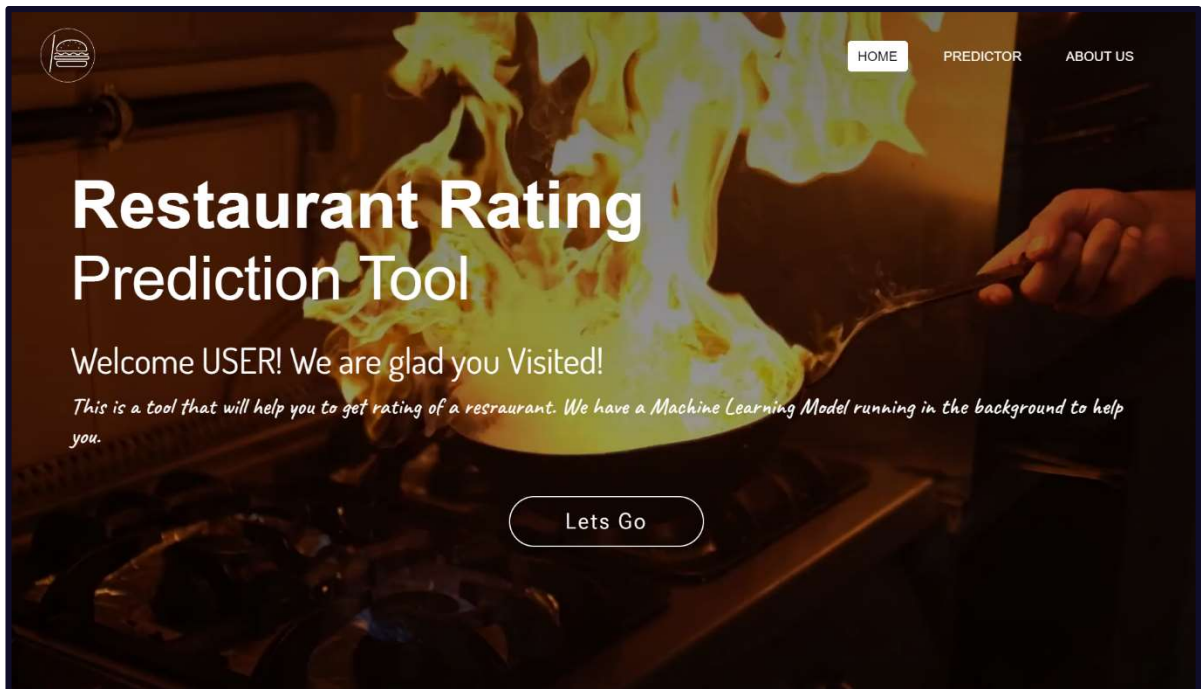 HOME PREDICTOR ABOUT US
Restaurant Rating
Prediction Tool
Welcome USER! We are glad you Visited!
This is a tool that will help you to get rating of a resraurant. We have a Machine Learning Model running in the background to help
you.
Lets Go